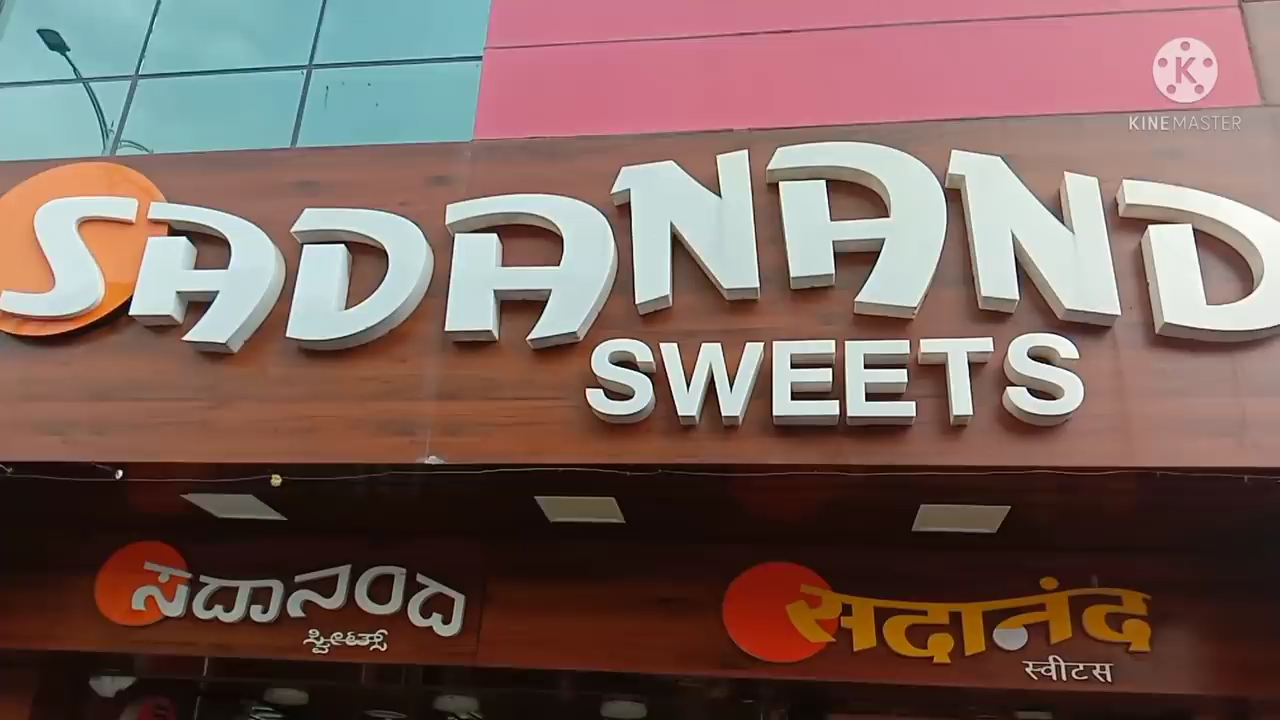 K
KINEMASTER
SADANAND
SWEETS
ಸದಾನಂದ
ಸ್ವೀಟ್ಸ್
सदानंद
स्वीटस